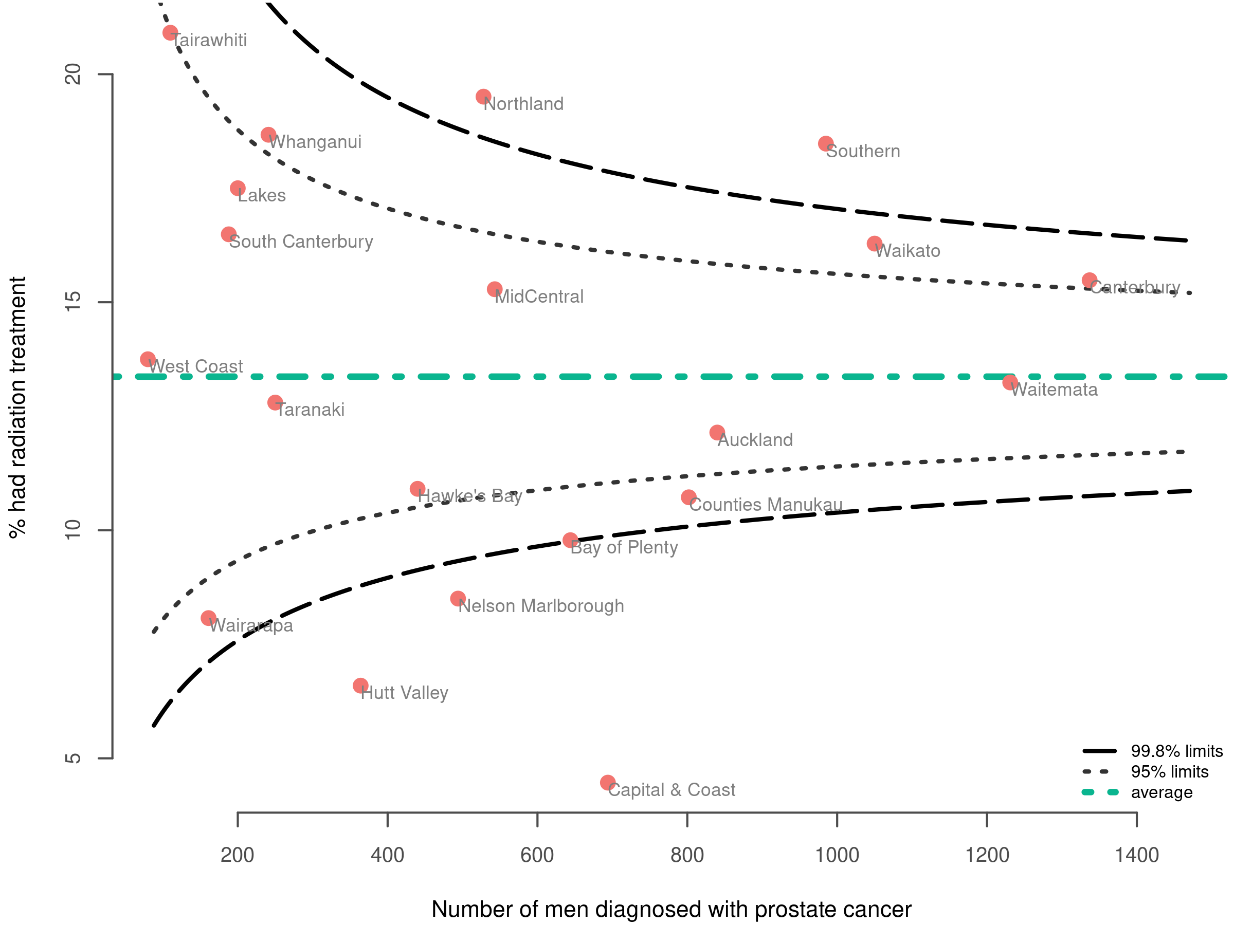 Tairawhiti
20
Northland
Whanganui
Southern
Lakes
South Canterbury
Waikato
Canterbury
MidCentral
15
% had radiation treatment
West Coast
Waitemata
Taranaki
Auckland
Hawke's Bay
Counties Manukau
10
Bay of Plenty
Nelson Marlborough
Wairarapa
Hutt Valley
5
99.8% limits
95% limits
average
Capital & Coast
200 400 600 800 1000 1200 1400
Number of men diagnosed with prostate cancer